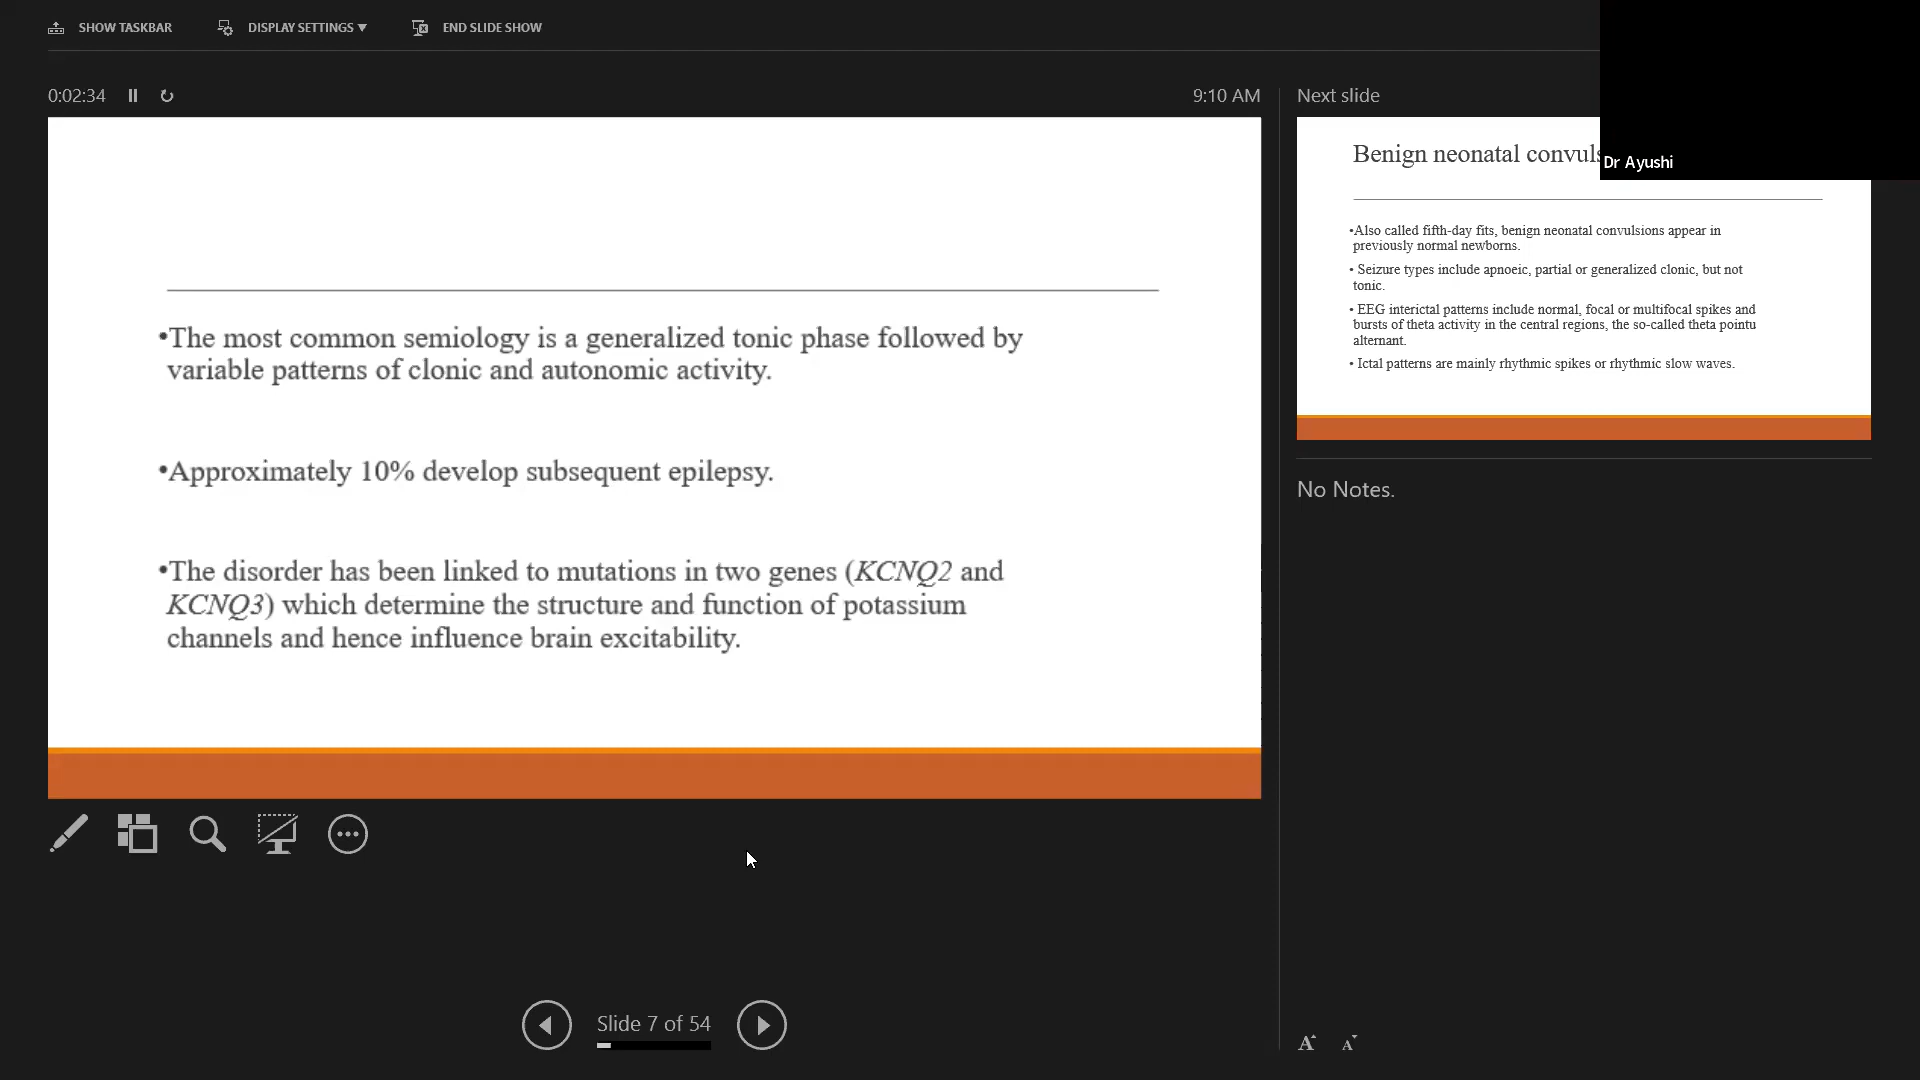 SHOW TASKBAR
DISPLAY SETTINGS ▼
END SLIDE SHOW
0:02:34
9:10 AM
•The most common semiology is a generalized tonic phase followed by
variable patterns of clonic and autonomic activity.
•Approximately 10% develop subsequent epilepsy.
•The disorder has been linked to mutations in two genes (KCNQ2 and
KCNQ3) which determine the structure and function of potassium
channels and hence influence brain excitability.
Slide 7 of 54
Next slide
Dr Ayushi
Benign neonatal
•Also called fifth-day fits, benign neonatal convulsions appear in
previously normal newborns.
• Seizure types include apnoeic, partial or generalized clonic, but not
tonic.
• EEG interictal patterns include normal, focal or multifocal spikes and
bursts of theta activity in the central regions, the so-called theta pointu
alternant.
• Ictal patterns are mainly rhythmic spikes or rhythmic slow waves.
No Notes.
A A